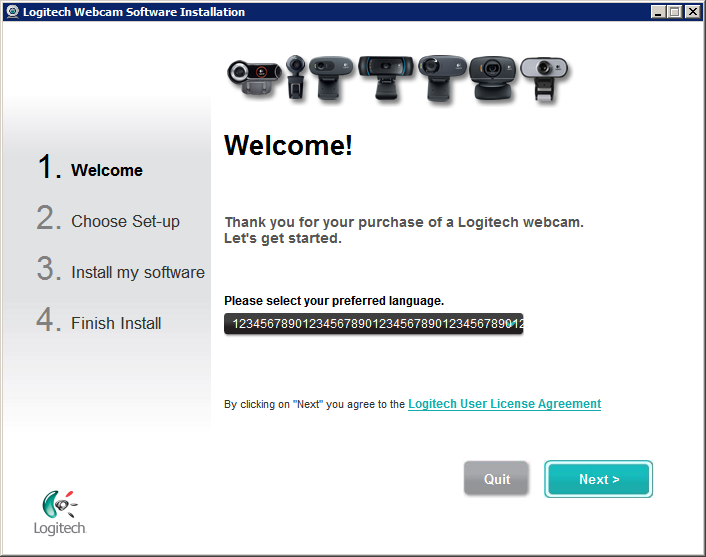 Logitech Webcam Software Installation
Welcome!
1. Welcome
2. Choose Set-up
3. Install my software
4. Finish Install
Thank you for your purchase of a Logitech webcam.
Let's get started.
Please select your preferred language.
123456789012345678901234567890123456789012
By clicking on "Next" you agree to the Logitech User License Agreement
Quit
Next >
Logitech